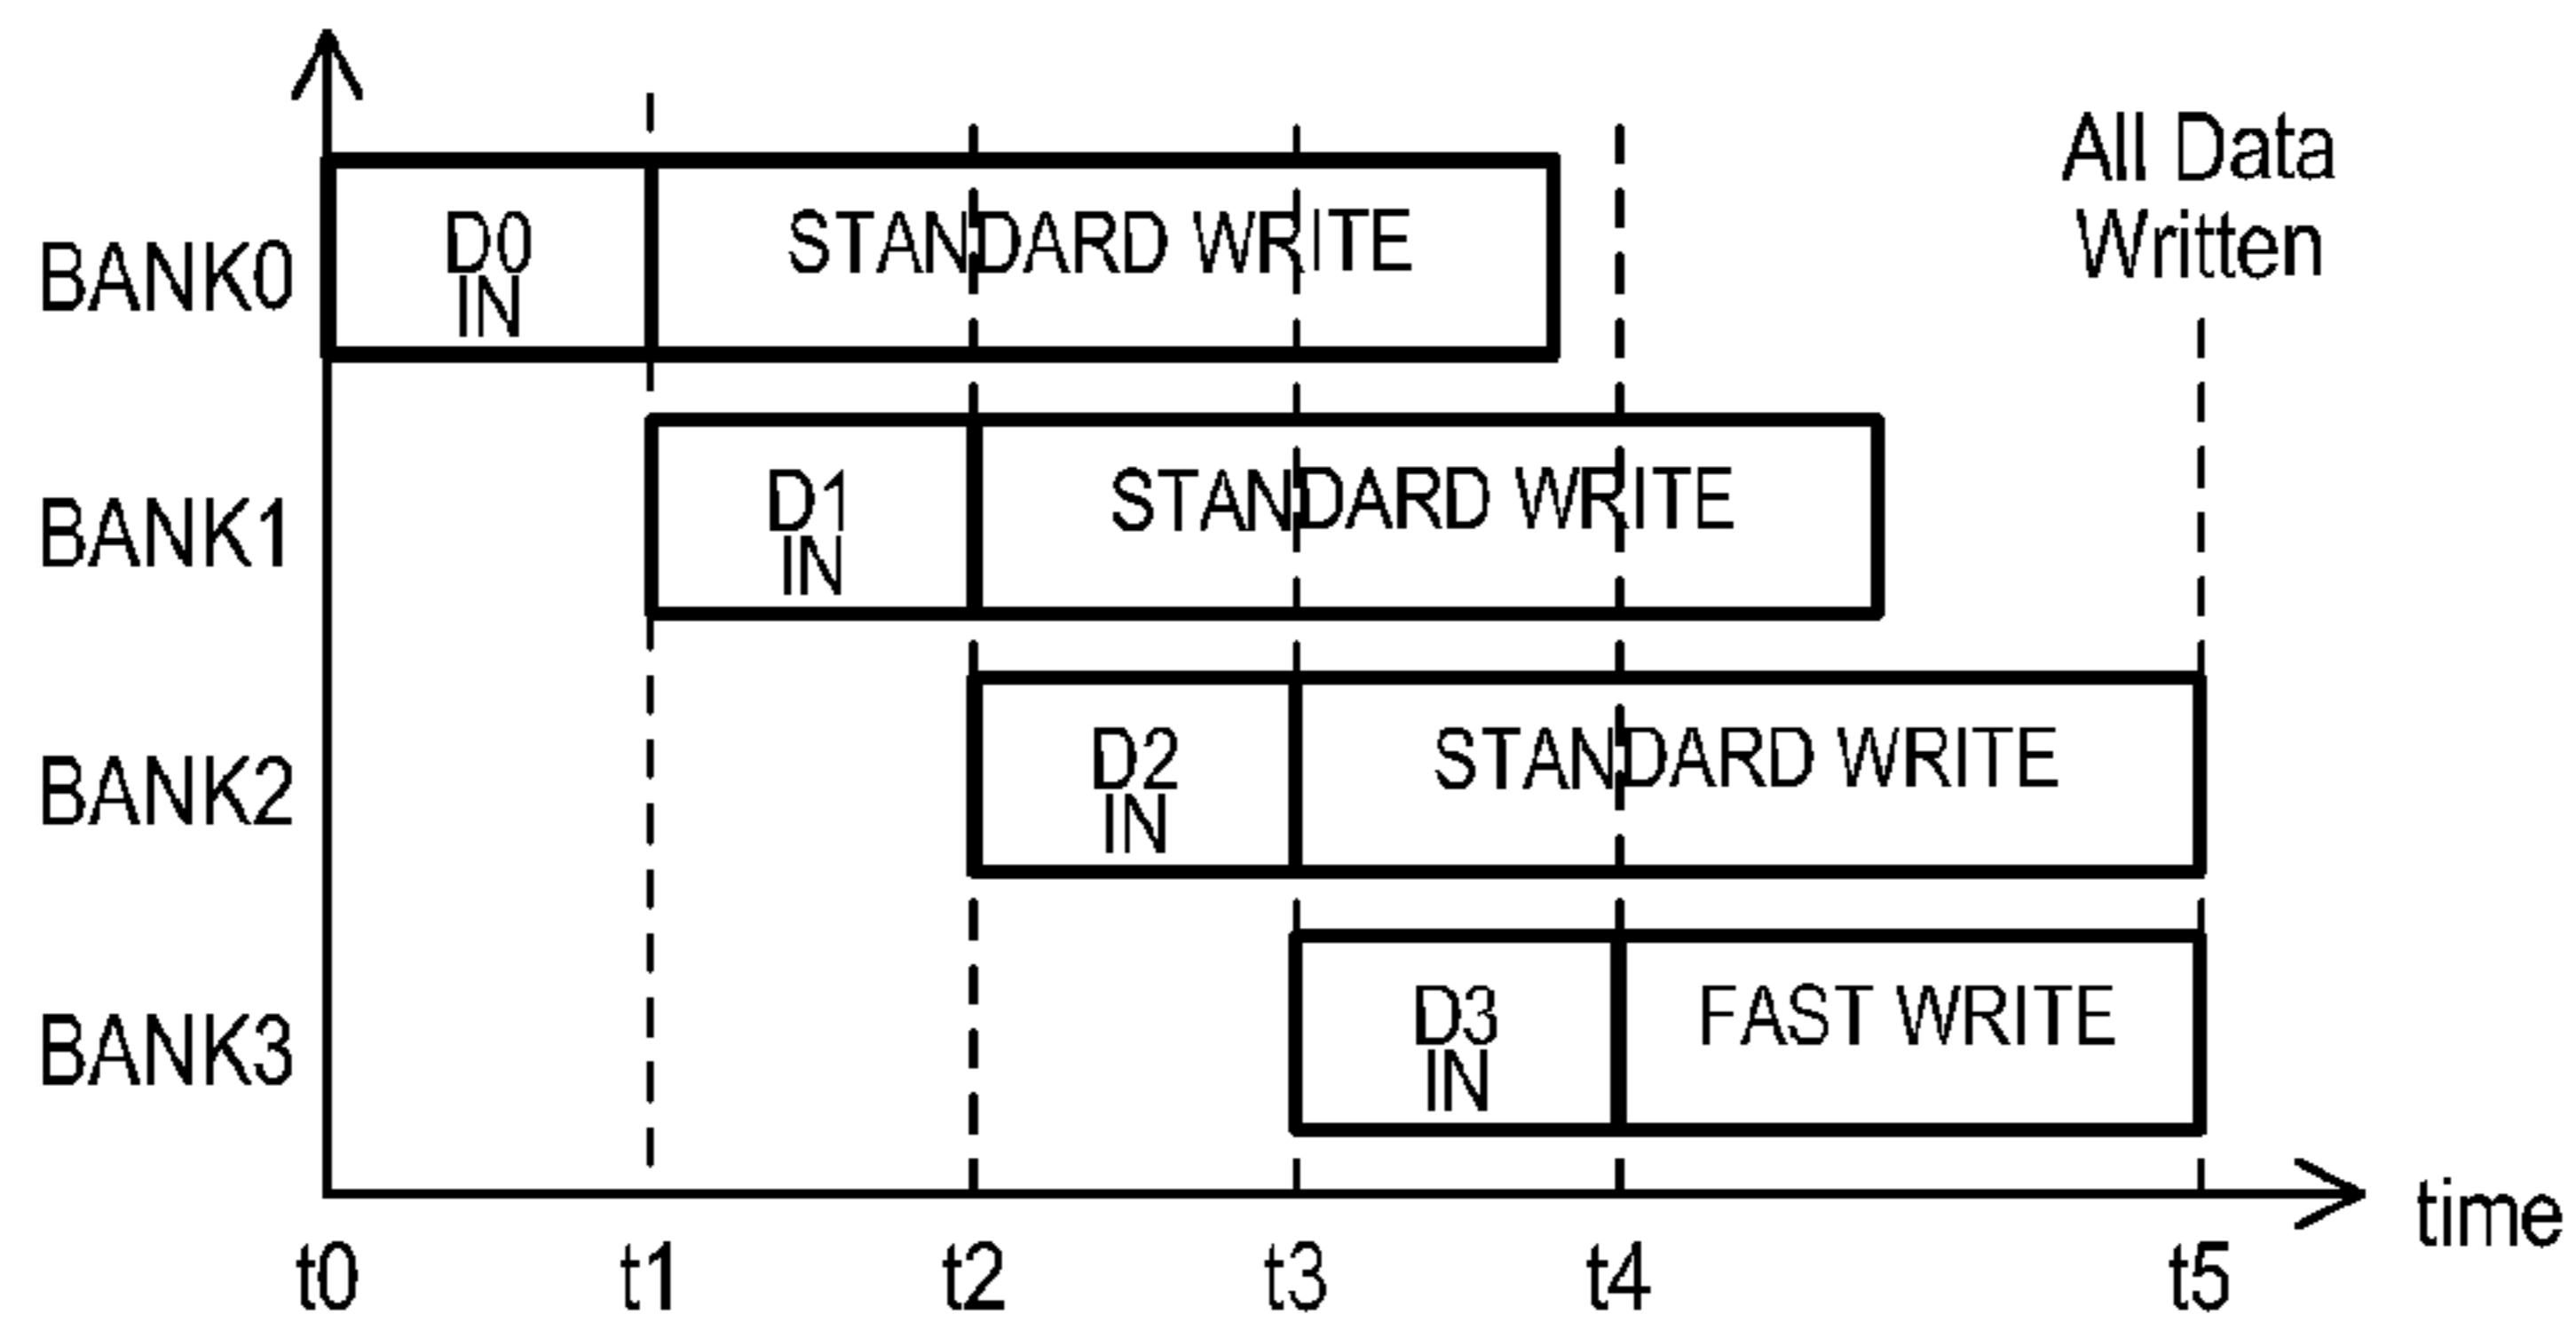 All Data
Written
BANK0
D0
IN
STANDARD WRITE
BANK1
D1
IN
STANDARD WRITE
BANK2
D2
IN
STANDARD WRITE
BANK3
D3
IN
FAST WRITE
time
t0 t1 t2 t3 t4 t5